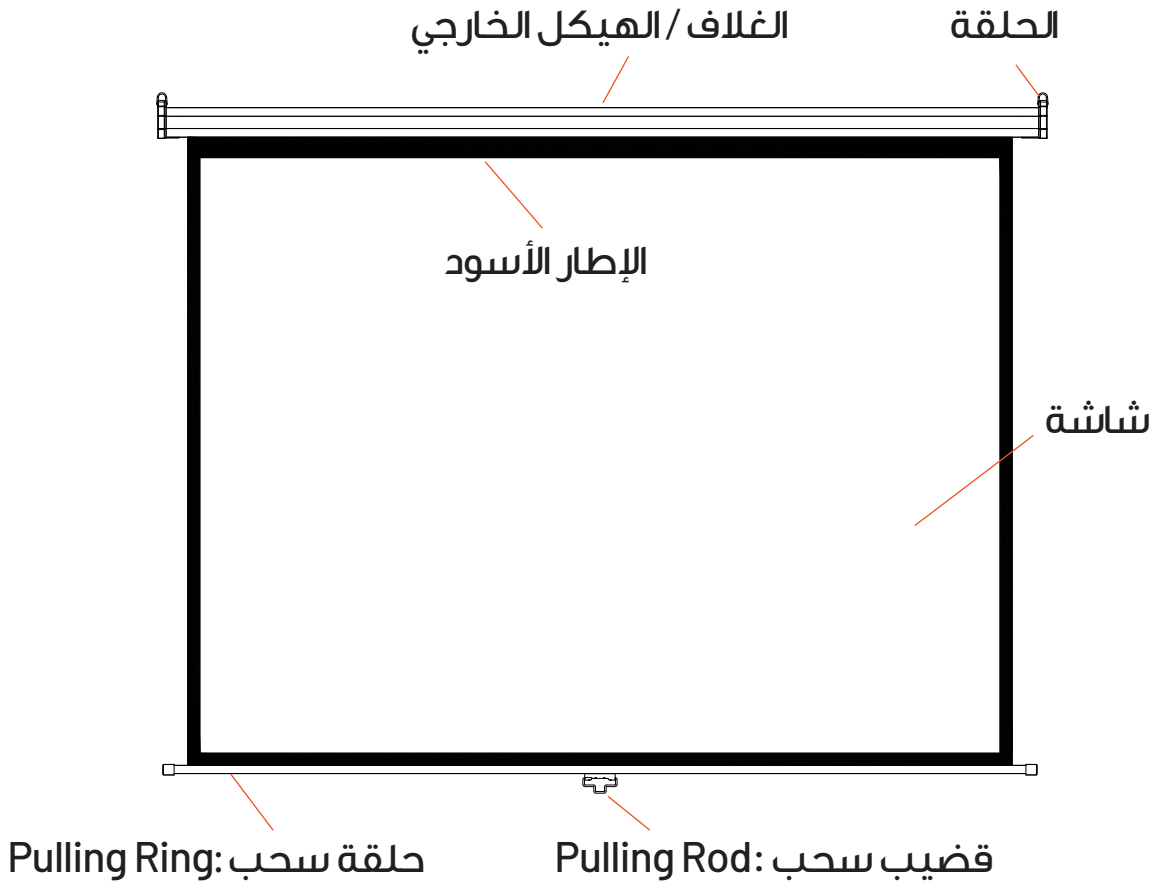 الحلقة
الغلاف / الهيكل الخارجي
الإطار الأسود
شاشة
Pulling Rod: قضيب سحب
Pulling Ring: حلقة سحب